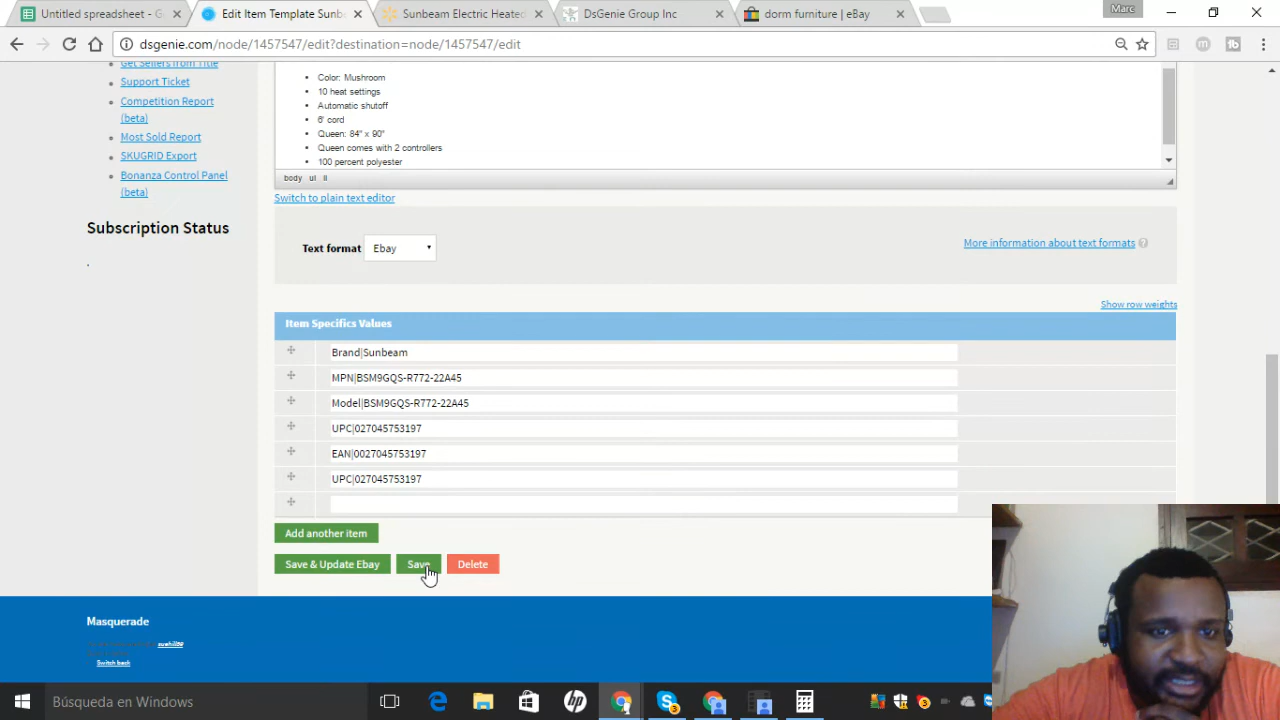 Untitled spreadsheet - G
Edit Item Template Sunb
Sunbeam Electric Heated
DsGenie Group Inc
dorm furniture | eBay
Marc
dsgenie.com/node/1457547/edit?destination=node/1457547/edit
Get Sellers from Title
Support Ticket
Competition Report
(beta)
Most Sold Report
SKUGRID Export
Bonanza Control Panel
(beta)
Subscription Status
.
Color: Mushroom
10 heat settings
Automatic shutoff
6' cord
Queen: 84" x 90"
Queen comes with 2 controllers
100 percent polyester
body ul li
Switch to plain text editor
Text format Ebay
More information about text formats
Show row weights
Item Specifics Values
Brand|Sunbeam
MPN|BSM9GQS-R772-22A45
Model|BSM9GQS-R772-22A45
UPC|027045753197
EAN|0027045753197
UPC|027045753197
Add another item
Save & Update Ebay Save Delete
Masquerade
Switch back
Búsqueda en Windows